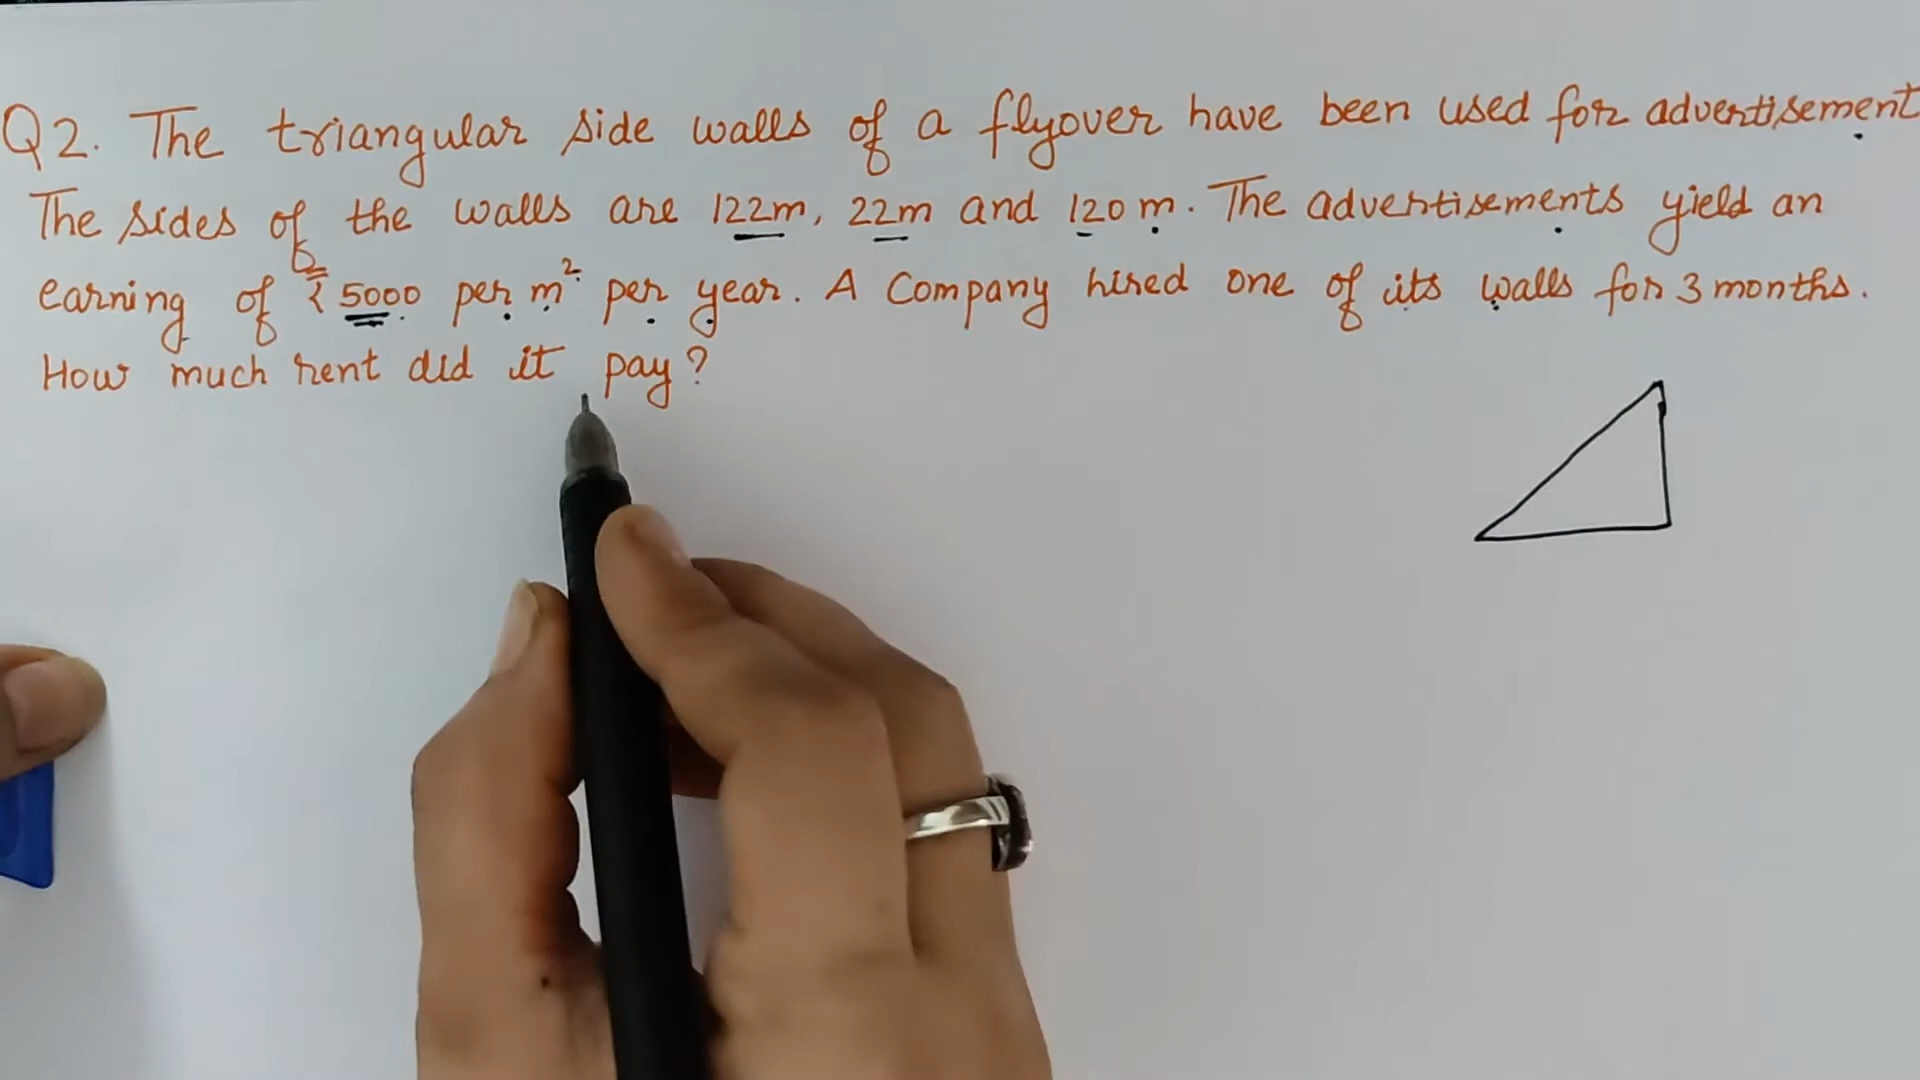 Q2. The triangular side walls of a flyover have been used for advertisement
The sides of the walls are 122m, 22m and 120 m. The advertisements yield an
earning of ₹ 5000 per m² per year. A Company hired one of its walls for 3 months.
How much rent did it pay?